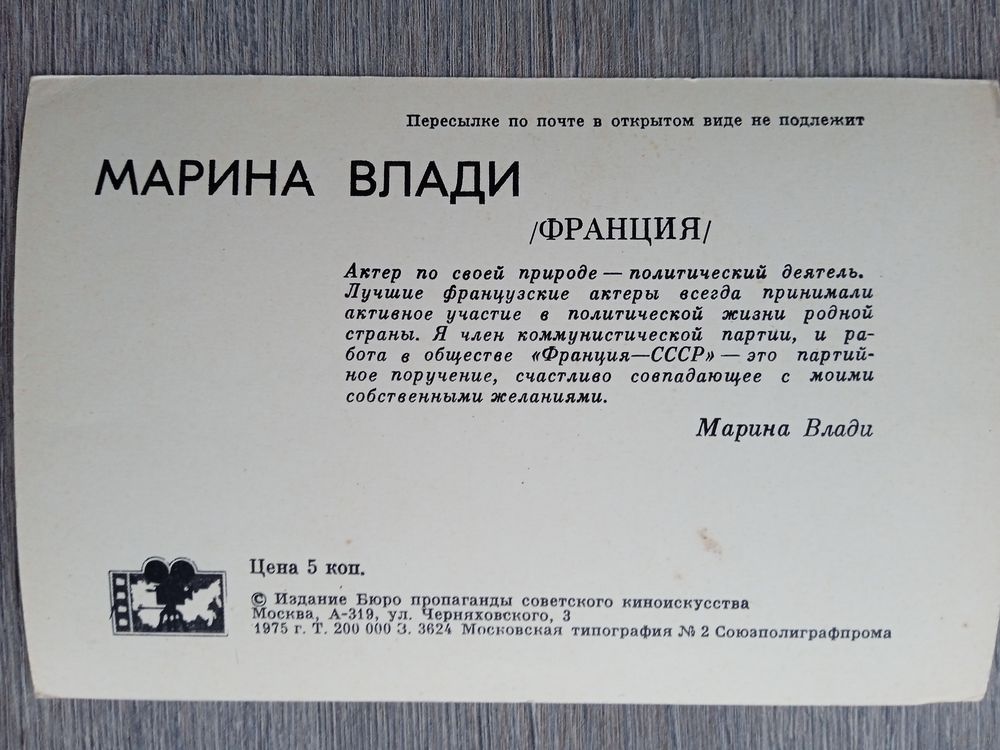 Пересылке по почте в открытом виде не подлежит
МАРИНА ВЛАДИ
/ФРАНЦИЯ/
Актер по своей природе — политический деятель.
Лучшие французские актеры всегда принимали
активное участие в политической жизни родной
страны. Я член коммунистической партии, и ра-
бота в обществе «Франция—СССР» — это партий-
ное поручение, счастливо совпадающее с моими
собственными желаниями.
Марина Влади
Цена 5 коп.
© Издание Бюро пропаганды советского киноискусства
Москва, А-319, ул. Черняховского, 3
1975 г. Т. 200 000 З. 3624 Московская типография № 2 Союзполиграфпрома